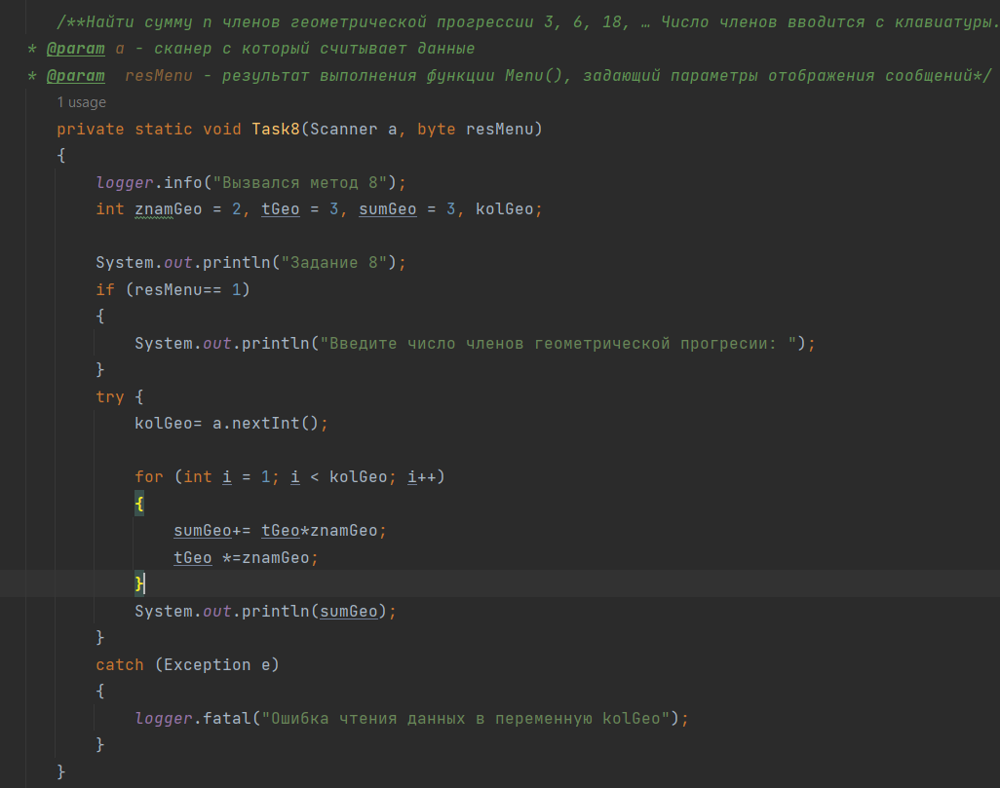 /**Найти сумму n членов геометрической прогрессии 3, 6, 18, … Число членов вводится с клавиатуры.
* @param a - сканер с который считывает данные
* @param  resMenu - результат выполнения функции Menu(), задающий параметры отображения сообщений*/
1 usage
private static void Task8(Scanner a, byte resMenu)
{
logger.info("Вызвался метод 8");
int znamGeo = 2, tGeo = 3, sumGeo = 3, kolGeo;
System.out.println("Задание 8");
if (resMenu== 1)
{
System.out.println("Введите число членов геометрической прогресии: ");
}
try {
kolGeo= a.nextInt();
for (int i = 1; i < kolGeo; i++)
{
sumGeo+= tGeo*znamGeo;
tGeo *=znamGeo;
}
System.out.println(sumGeo);
}
catch (Exception e)
{
logger.fatal("Ошибка чтения данных в переменную kolGeo");
}
}